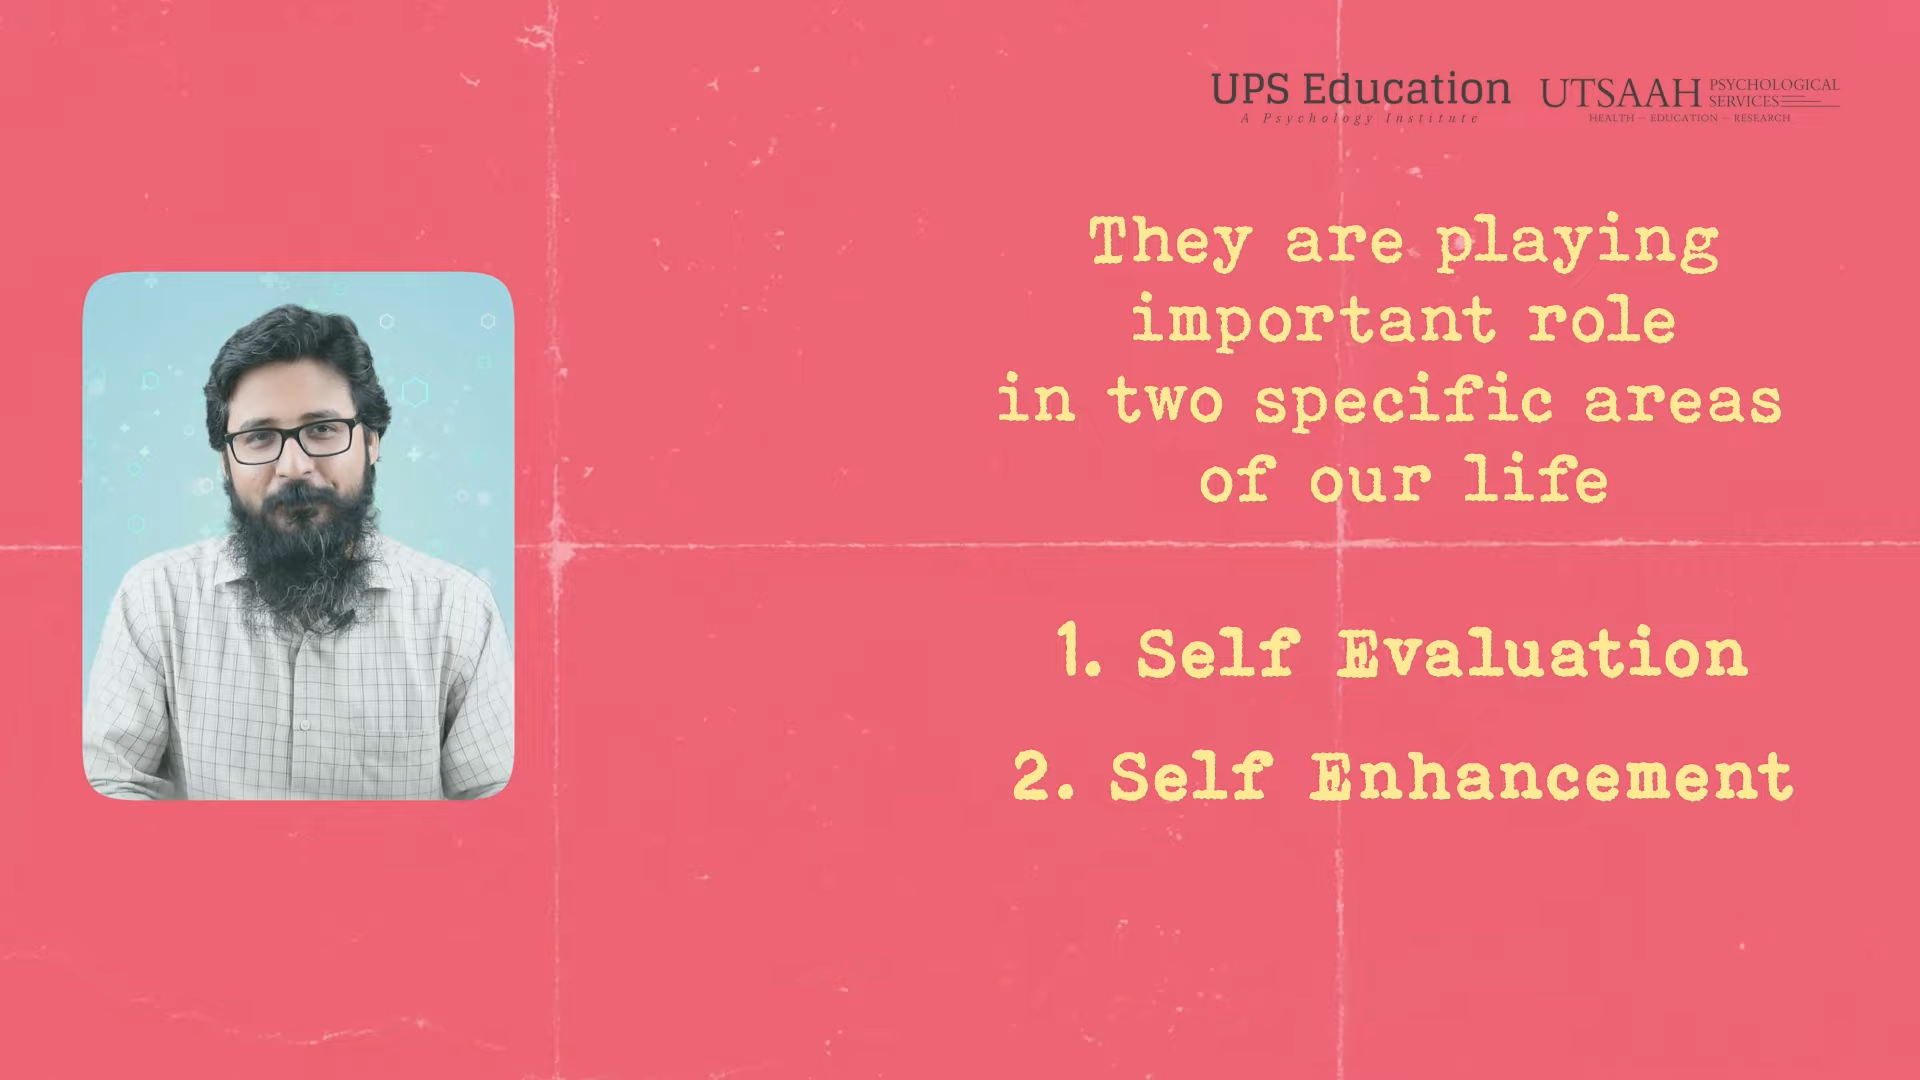 UPS Education
A Psychology Institute
UTSAAH PSYCHOLOGICAL
SERVICES
HEALTH – EDUCATION – RESEARCH
They are playing
important role
in two specific areas
of our life
1. Self Evaluation
2. Self Enhancement